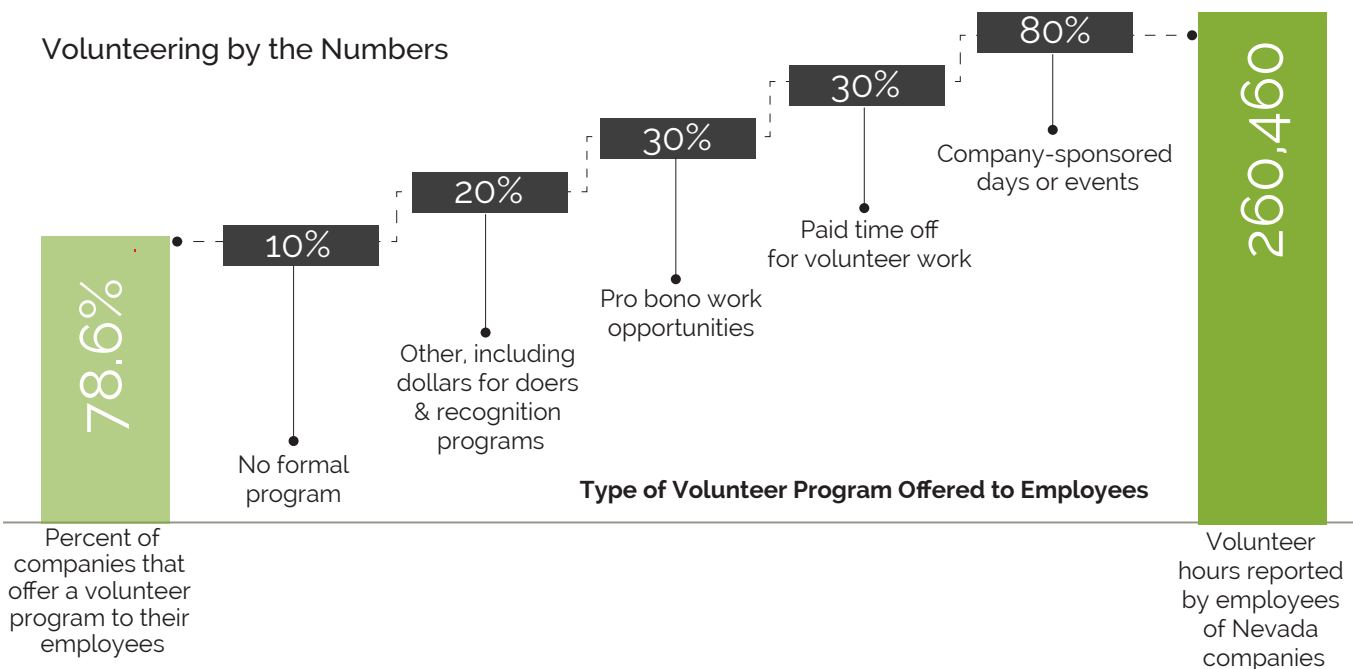 Volunteering by the Numbers
78.6%
Percent of
companies that
offer a volunteer
program to their
employees
10%
No formal
program
20%
Other, including
dollars for doers
& recognition
programs
30%
Pro bono work
opportunities
30%
Paid time off
for volunteer work
80%
Company-sponsored
days or events
Type of Volunteer Program Offered to Employees
260,460
Volunteer
hours reported
by employees
of Nevada
companies